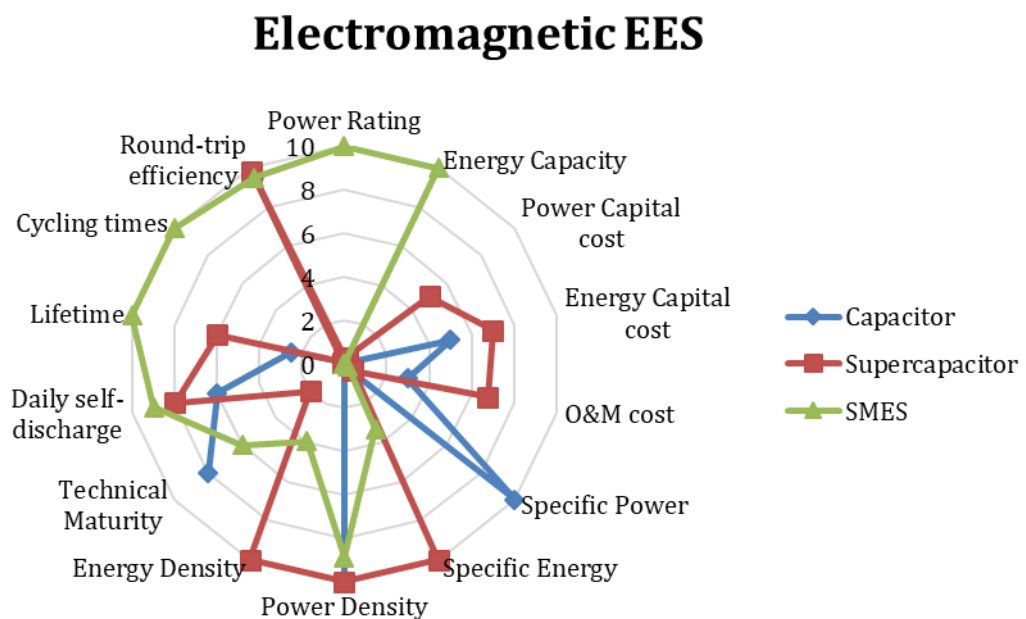 Electromagnetic EES
Power Rating
Energy Capacity
Power Capital
cost
Energy Capital
cost
O&M cost
Specific Power
Specific Energy
Power Density
Energy Density
Technical
Maturity
Daily self-
discharge
Lifetime
Cycling times
Round-trip
efficiency
10
8
6
4
2
0
Capacitor
Supercapacitor
SMES